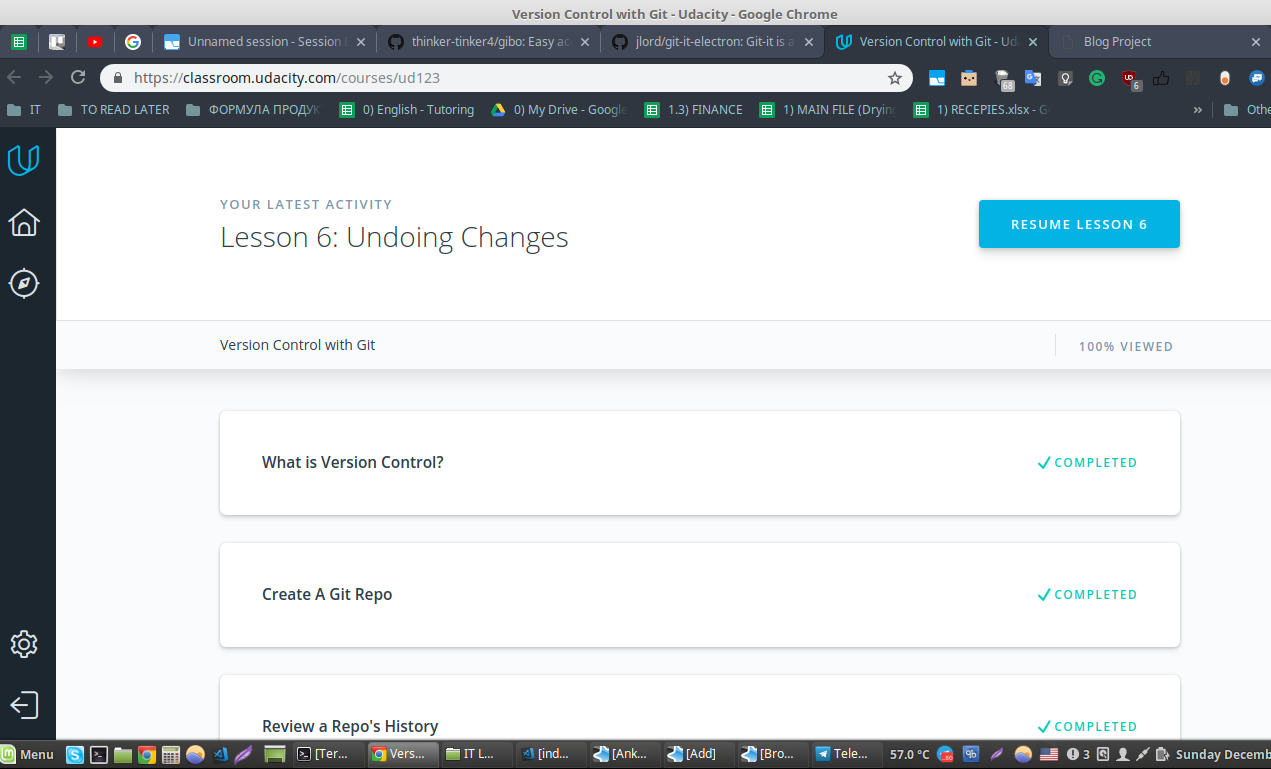 Version Control with Git - Udacity - Google Chrome
Unnamed session - Session
thinker-tinker4/gibo: Easy ac
jlord/git-it-electron: Git-it is a
Version Control with Git - Ud
Blog Project
https://classroom.udacity.com/courses/ud123
68
6
IT
TO READ LATER
ФОРМУЛА ПРОДУК
0) English - Tutoring
0) My Drive - Google
1.3) FINANCE
1) MAIN FILE (Drying
1) RECEPIES.xlsx - G
»
Othe
YOUR LATEST ACTIVITY
Lesson 6: Undoing Changes
RESUME LESSON 6
Version Control with Git
100% VIEWED
What is Version Control?
COMPLETED
Create A Git Repo
COMPLETED
Review a Repo's History
COMPLETED
Menu
[Ter...
Vers...
IT L...
[ind...
[Ank...
[Add]
[Bro...
Tele...
57.0 °C
3
Sunday Decemb